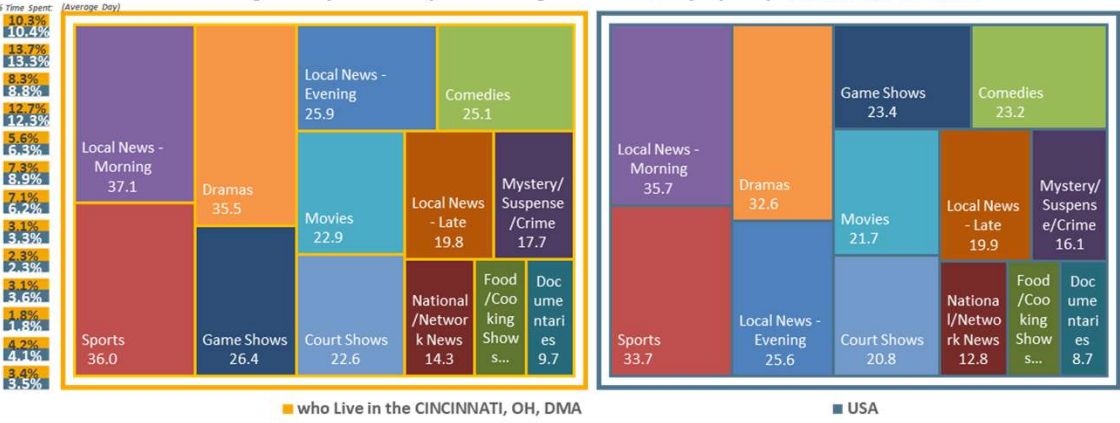 % Time Spent: (Average Day)
10.3%
10.4%
13.7%
13.3%
8.3%
8.8%
12.7%
12.3%
5.6%
6.3%
7.3%
8.9%
7.1%
6.2%
3.1%
3.3%
2.3%
2.3%
3.1%
3.6%
1.8%
1.8%
4.2%
4.1%
3.4%
3.5%
Local News -
Morning
37.1
Sports
36.0
Dramas
35.5
Game Shows
26.4
Local News -
Evening
25.9
Comedies
25.1
Movies
22.9
Court Shows
22.6
Local News
- Late
19.8
Mystery/
Suspense
/Crime
17.7
National
/Networ
k News
14.3
Food
/Coo
king
Show
s...
Doc
ume
ntari
es
9.7
Local News -
Morning
35.7
Sports
33.7
Dramas
32.6
Local News -
Evening
25.6
Game Shows
23.4
Comedies
23.2
Movies
21.7
Court Shows
20.8
Local News
- Late
19.9
Mystery/
Suspens
e/Crime
16.1
Nationa
l/Netwo
rk News
12.8
Food
/Coo
king
Show
s...
Doc
ume
ntari
es
8.7
who Live in the CINCINNATI, OH, DMA
USA